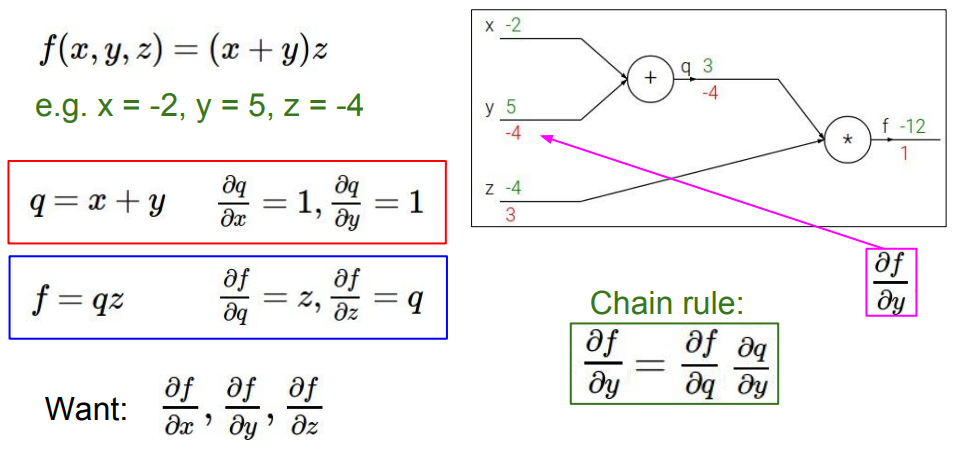 f(x, y, z) = (x + y)z
e.g. x = -2, y = 5, z = -4
q = x + y    ∂q/∂x = 1, ∂q/∂y = 1
f = qz    ∂f/∂q = z, ∂f/∂z = q
Want: ∂f/∂x, ∂f/∂y, ∂f/∂z
x -2
+
q 3
-4
y 5
-4
*
f -12
1
z -4
3
∂f/∂y
Chain rule:
∂f/∂y = ∂f/∂q ∂q/∂y